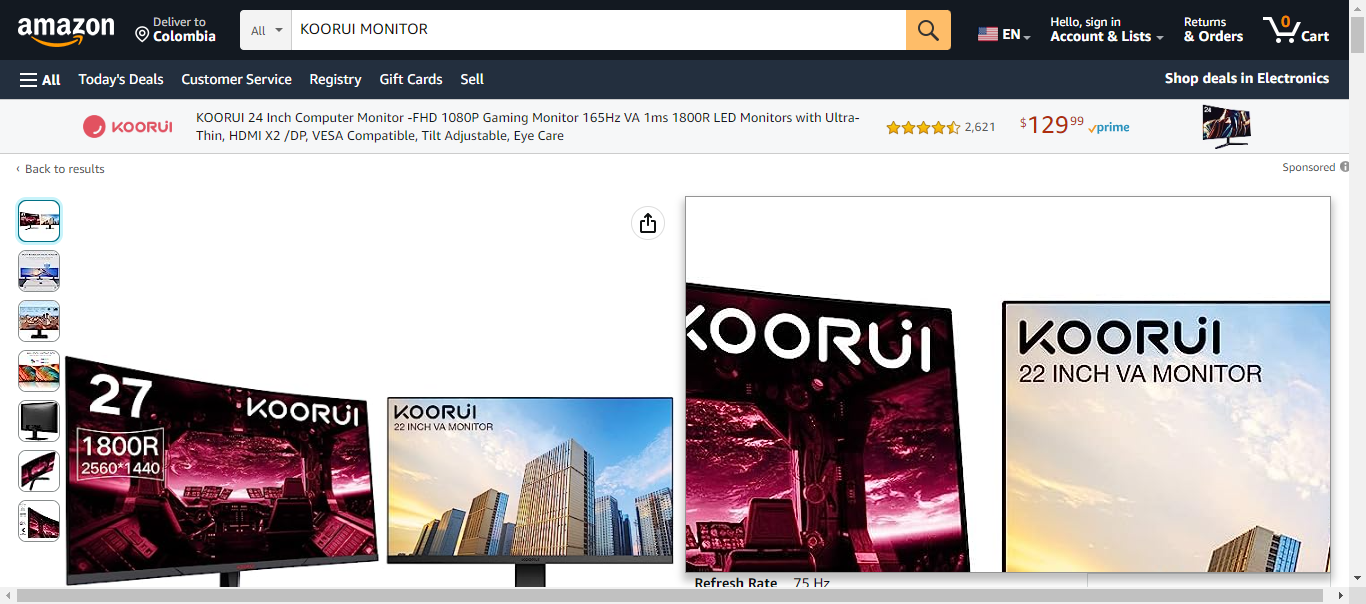 amazon
Deliver to
Colombia
All
KOORUI MONITOR
EN
Hello, sign in
Account & Lists
Returns
& Orders
0
Cart
All
Today's Deals
Customer Service
Registry
Gift Cards
Sell
Shop deals in Electronics
KOORUI
KOORUI 24 Inch Computer Monitor -FHD 1080P Gaming Monitor 165Hz VA 1ms 1800R LED Monitors with Ultra-
Thin, HDMI X2 /DP, VESA Compatible, Tilt Adjustable, Eye Care
2,621
$129.99
prime
24
‹ Back to results
Sponsored
27
KOORUI
1800R
2560*1440
KOORUI
22 INCH VA MONITOR
KOORUI
KOORUI
22 INCH VA MONITOR
Refresh Rate 75 Hz